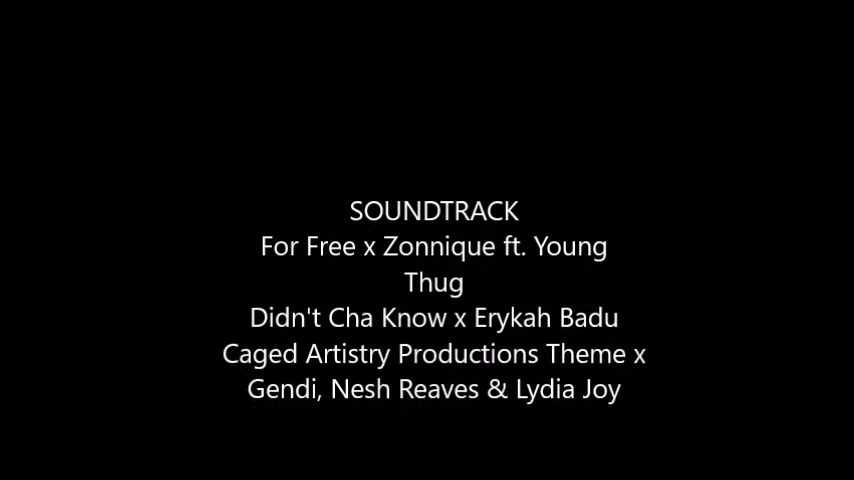 SOUNDTRACK
For Free x Zonnique ft. Young
Thug
Didn't Cha Know x Erykah Badu
Caged Artistry Productions Theme x
Gendi, Nesh Reaves & Lydia Joy